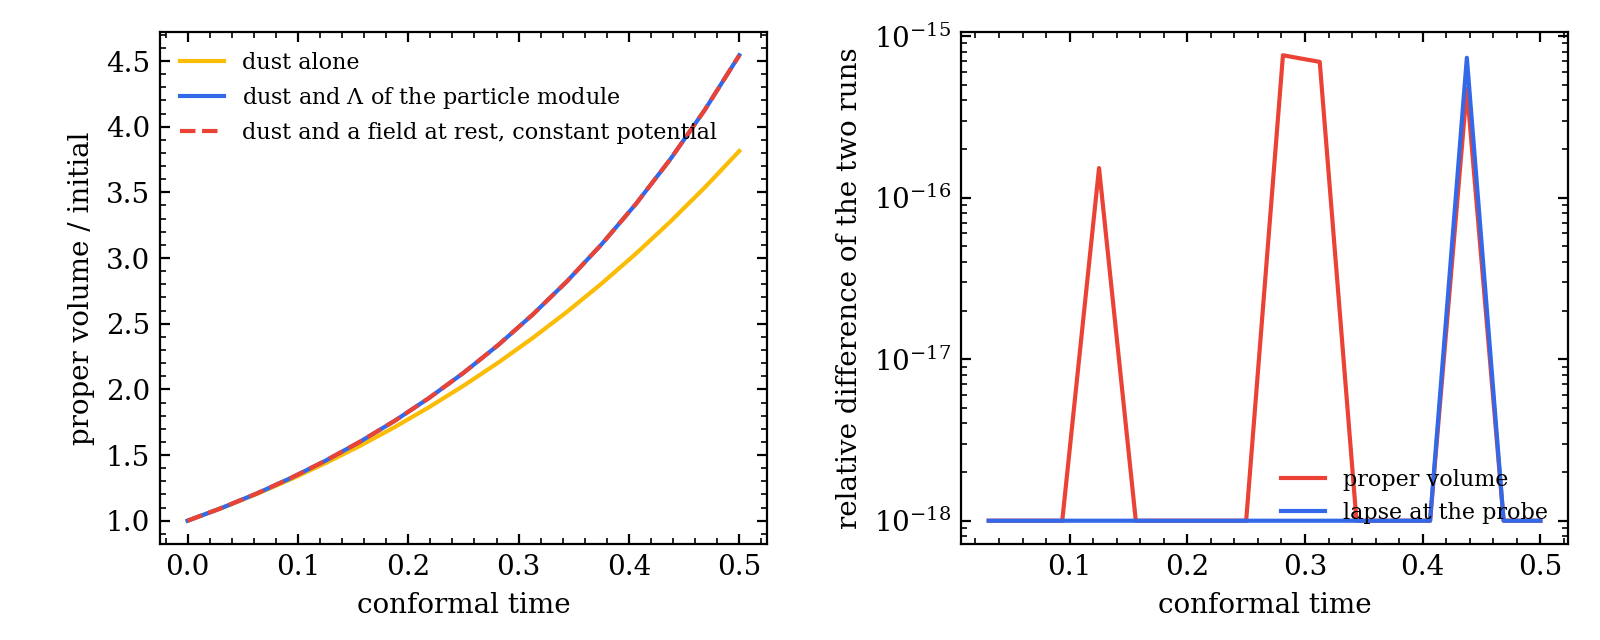 proper volume / initial
4.5
4.0
3.5
3.0
2.5
2.0
1.5
1.0
dust alone
dust and Λ of the particle module
dust and a field at rest, constant potential
0.0 0.1 0.2 0.3 0.4 0.5
conformal time
relative difference of the two runs
10⁻¹⁵
10⁻¹⁶
10⁻¹⁷
10⁻¹⁸
proper volume
lapse at the probe
0.1 0.2 0.3 0.4 0.5
conformal time